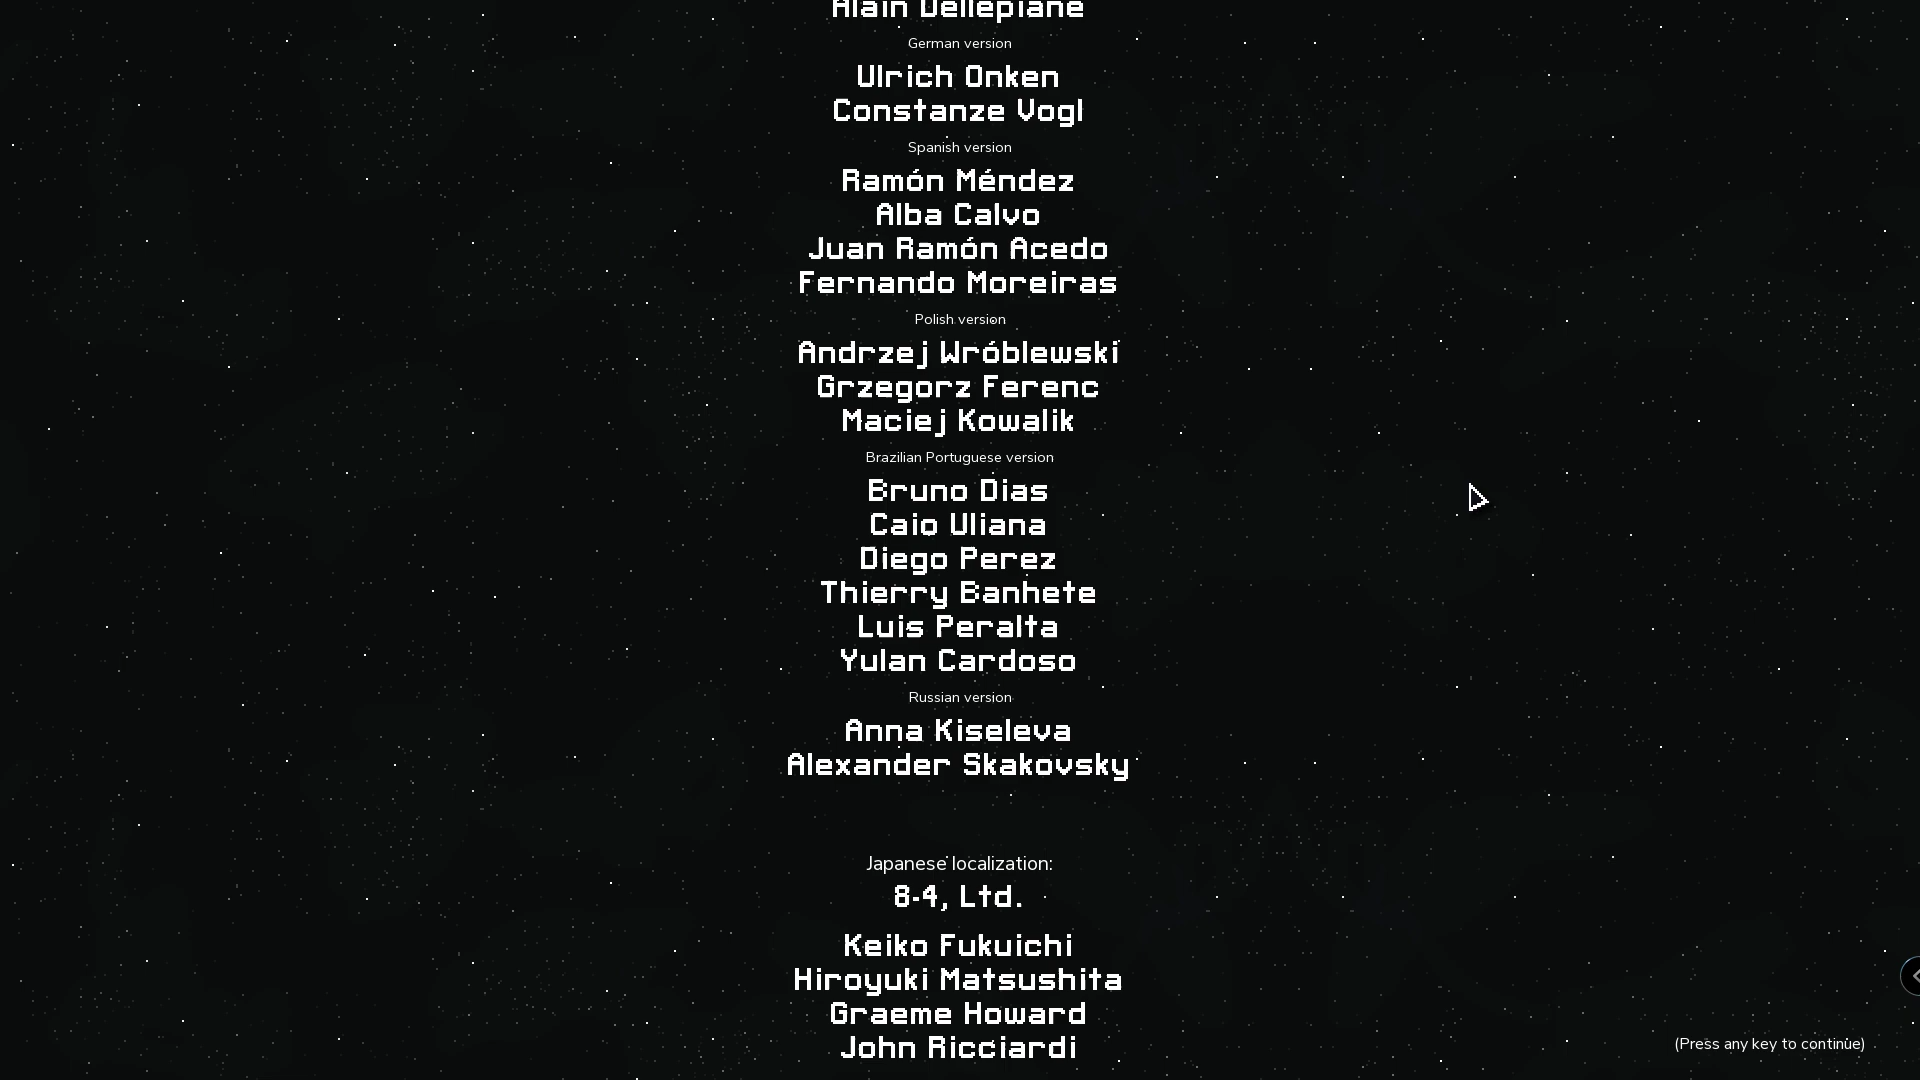 Alain Dellepiane
German version
Ulrich Onken
Constanze Vogl
Spanish version
Ramón Méndez
Alba Calvo
Juan Ramón Acedo
Fernando Moreiras
Polish version
Andrzej Wróblewski
Grzegorz Ferenc
Maciej Kowalik
Brazilian Portuguese version
Bruno Dias
Caio Uliana
Diego Perez
Thierry Banhete
Luis Peralta
Yulan Cardoso
Russian version
Anna Kiseleva
Alexander Skakovsky
Japanese localization:
8-4, Ltd.
Keiko Fukuichi
Hiroyuki Matsushita
Graeme Howard
John Ricciardi
(Press any key to continue)